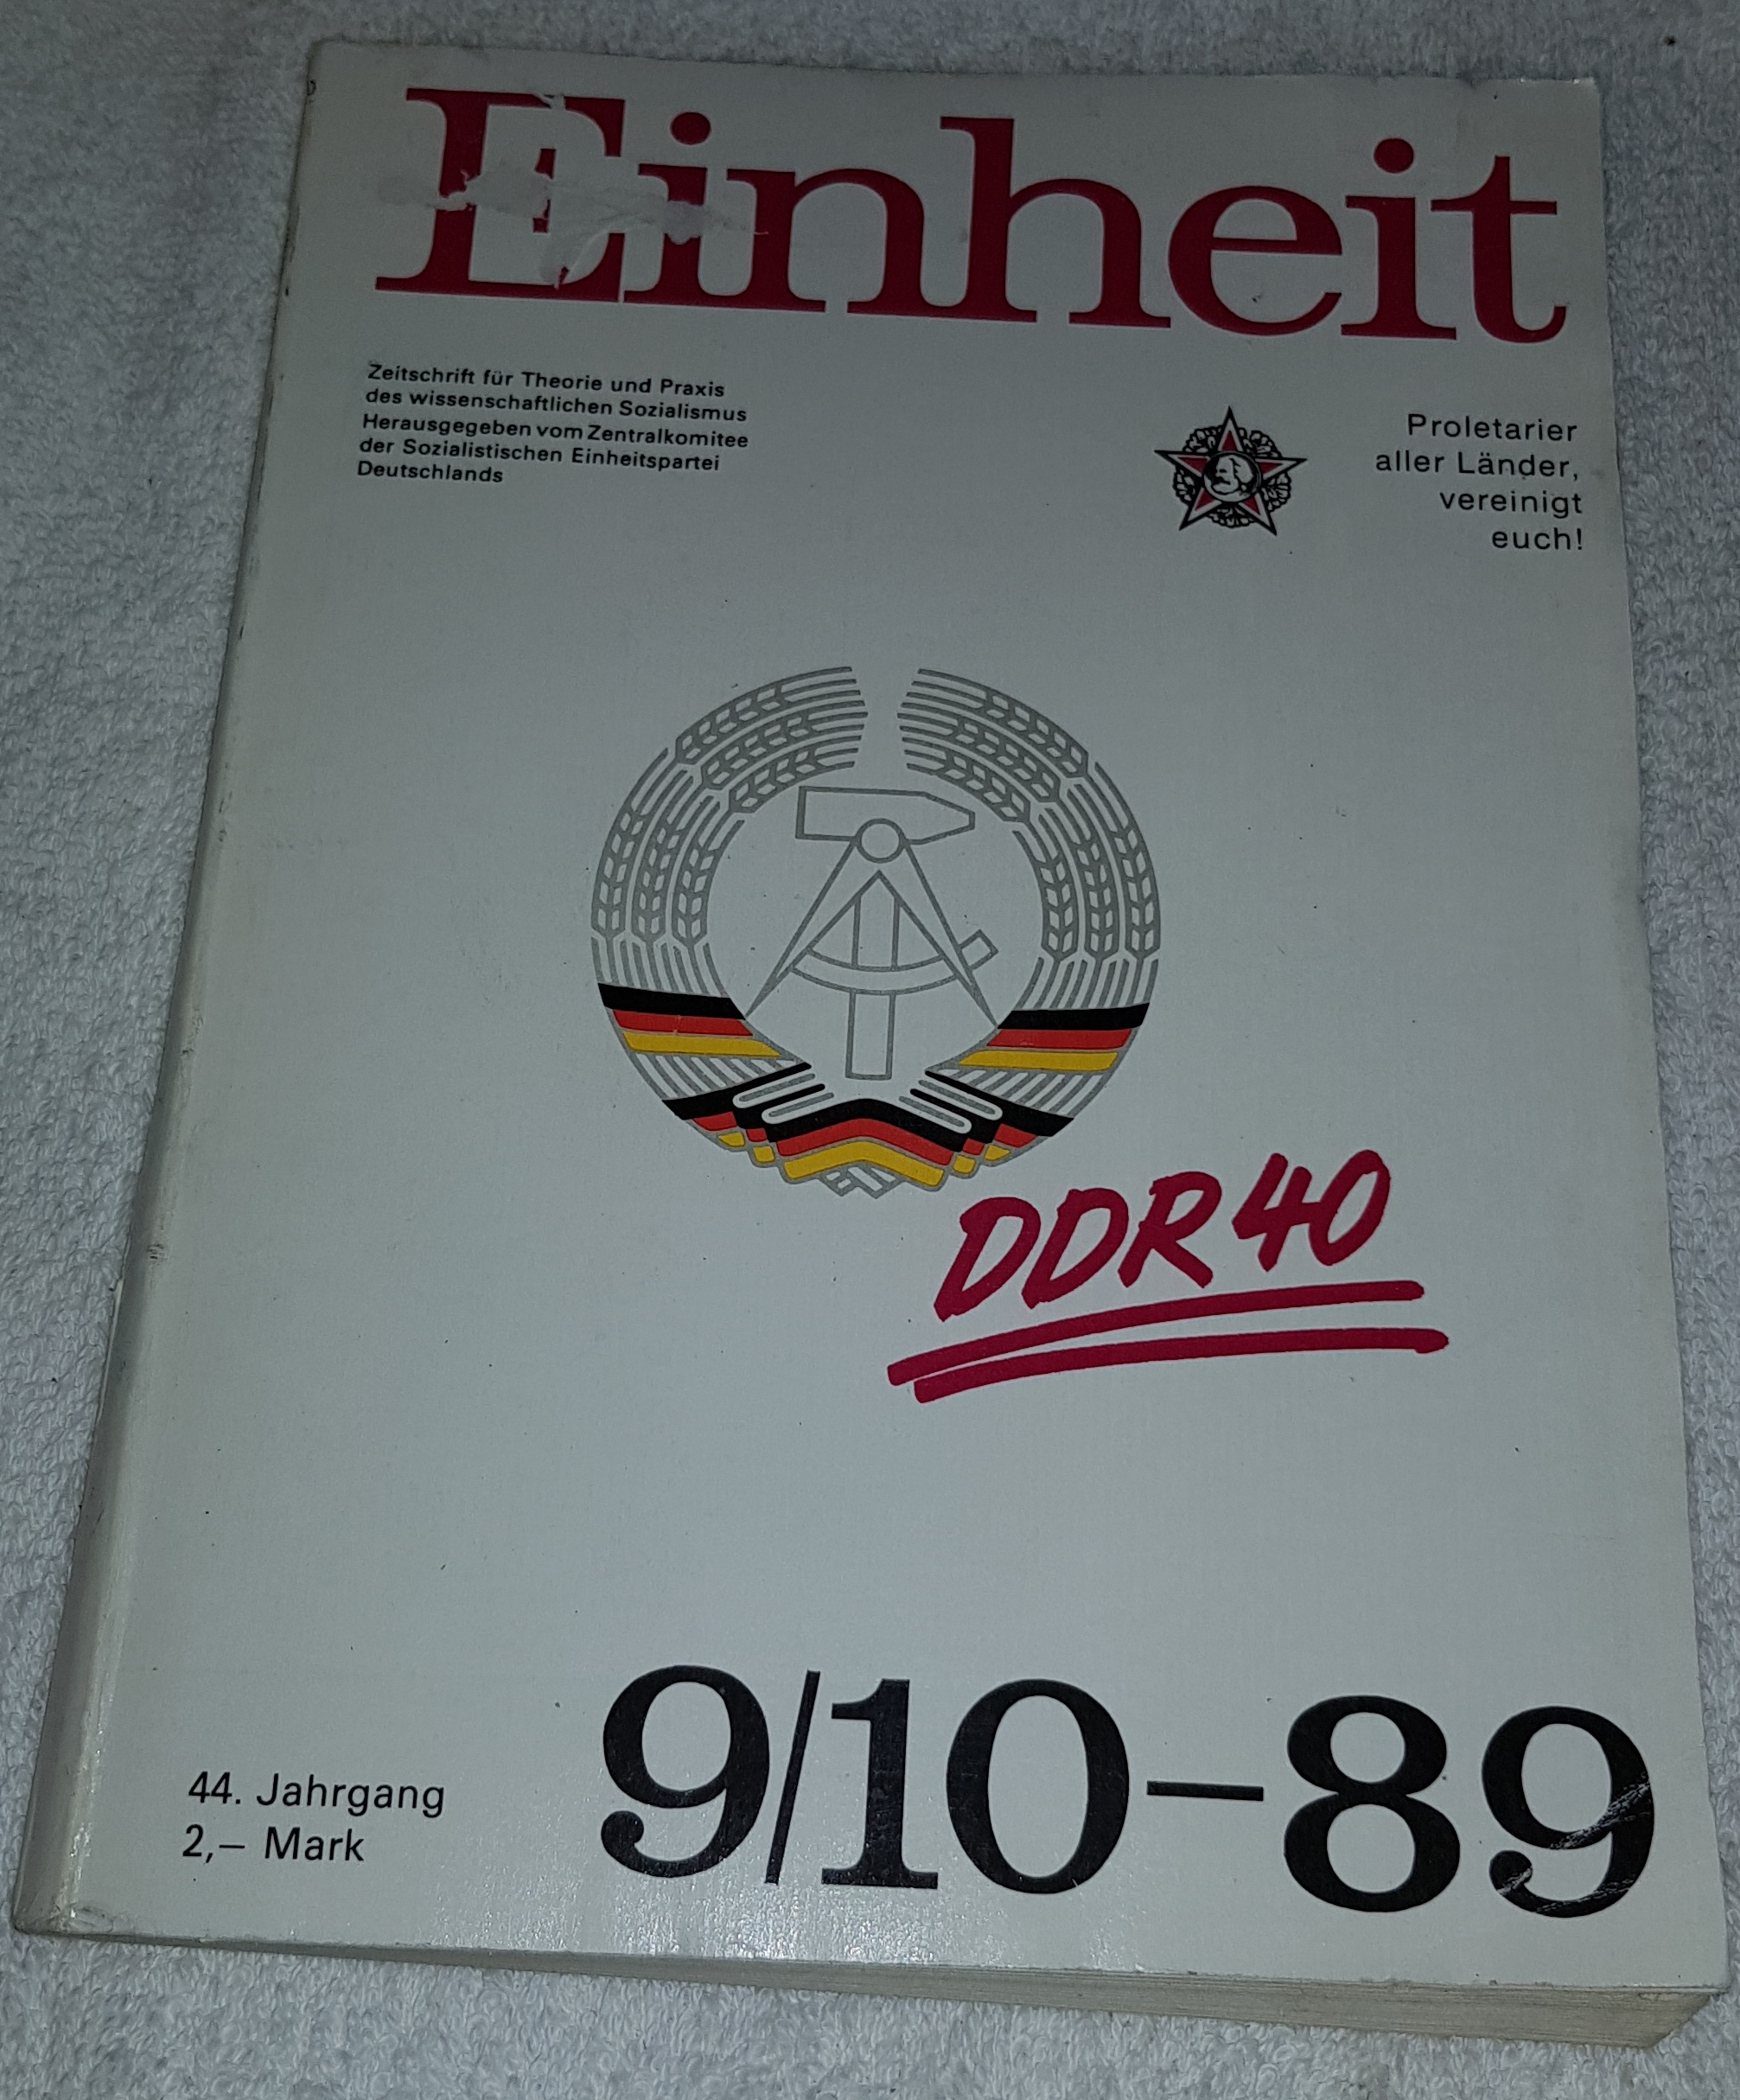 Einheit
Zeitschrift für Theorie und Praxis
des wissenschaftlichen Sozialismus
Herausgegeben vom Zentralkomitee
der Sozialistischen Einheitspartei
Deutschlands
Proletarier
aller Länder,
vereinigt
euch!
DDR 40
44. Jahrgang
2,– Mark
9/10–89